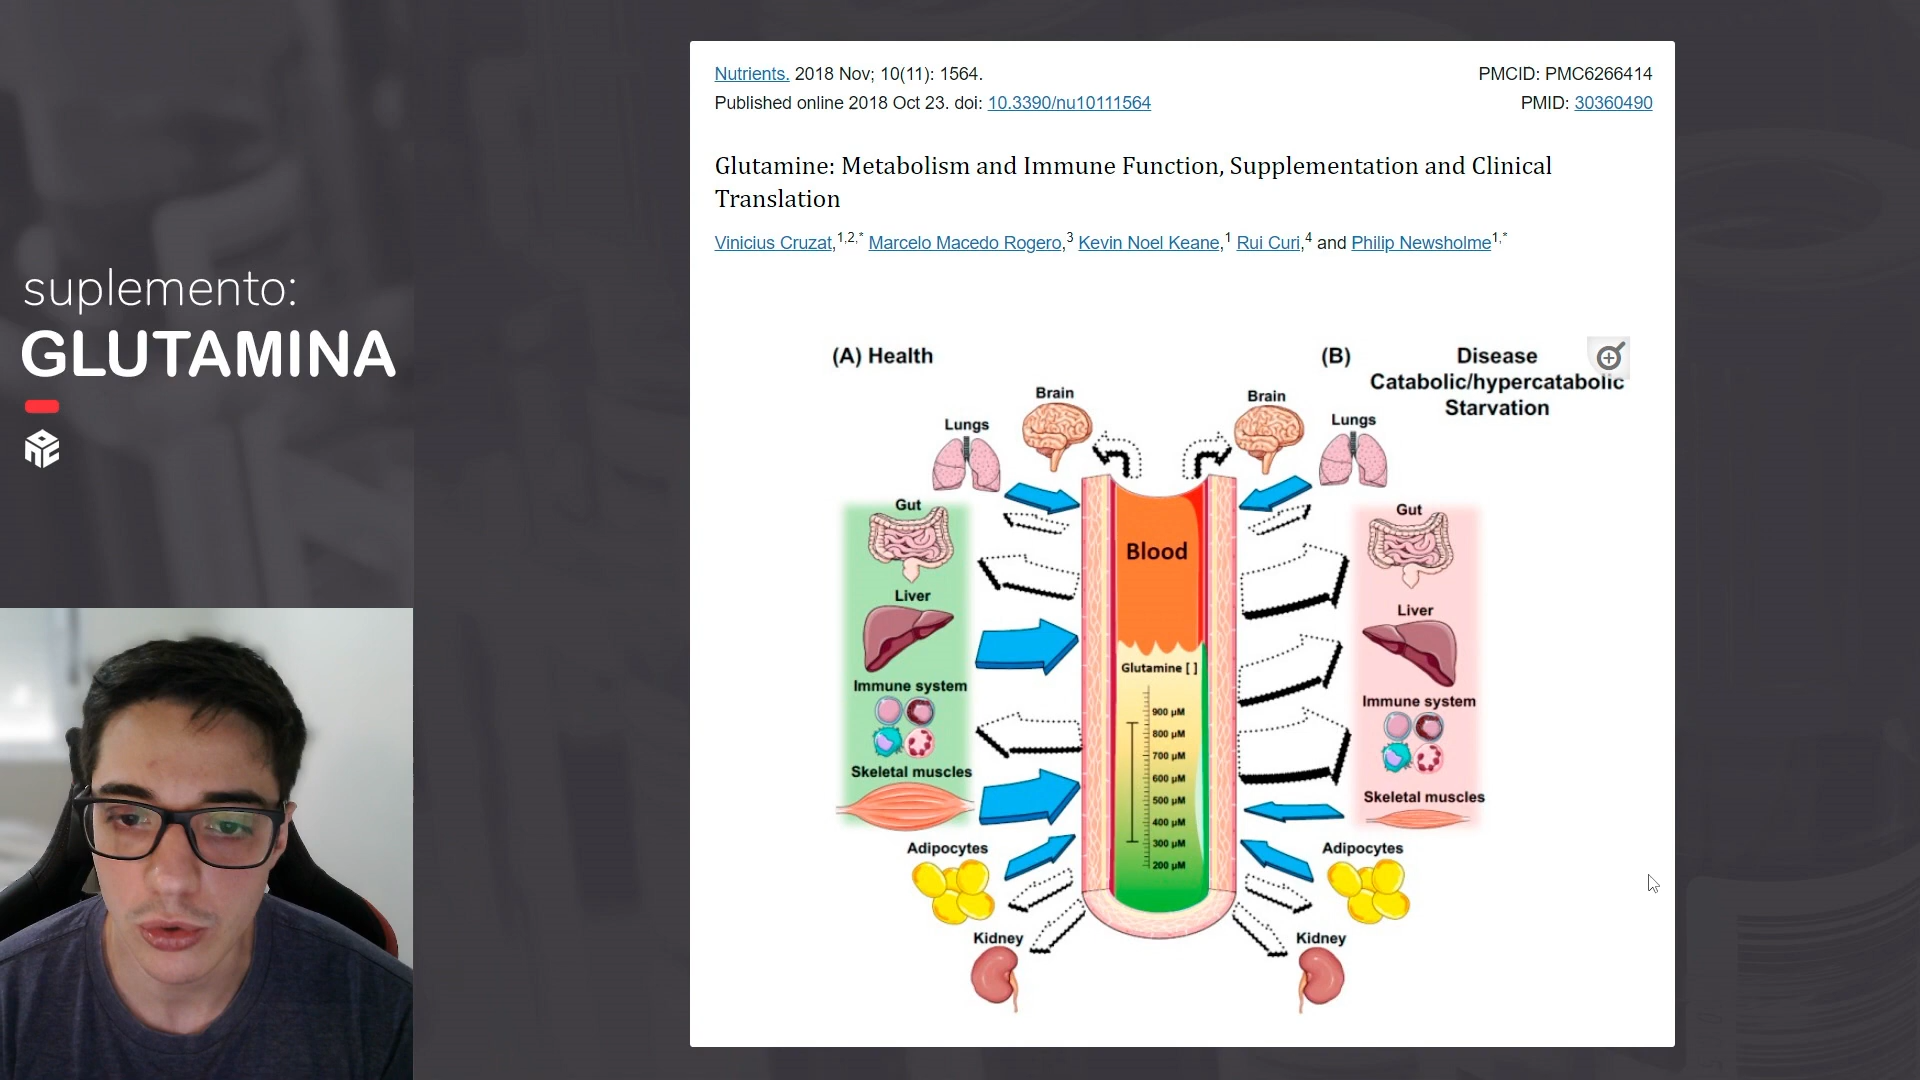 suplemento:
GLUTAMINA
Nutrients. 2018 Nov; 10(11): 1564.
PMCID: PMC6266414
Published online 2018 Oct 23. doi: 10.3390/nu10111564
PMID: 30360490
Glutamine: Metabolism and Immune Function, Supplementation and Clinical
Translation
Vinicius Cruzat,1,2,* Marcelo Macedo Rogero,3 Kevin Noel Keane,1 Rui Curi,4 and Philip Newsholme1,*
(A) Health
Brain
Lungs
Gut
Liver
Immune system
Skeletal muscles
Adipocytes
Kidney
Blood
Glutamine [ ]
900 µM
800 µM
700 µM
600 µM
500 µM
400 µM
300 µM
200 µM
(B) Disease
Catabolic/hypercatabolic
Starvation
Brain
Lungs
Gut
Liver
Immune system
Skeletal muscles
Adipocytes
Kidney